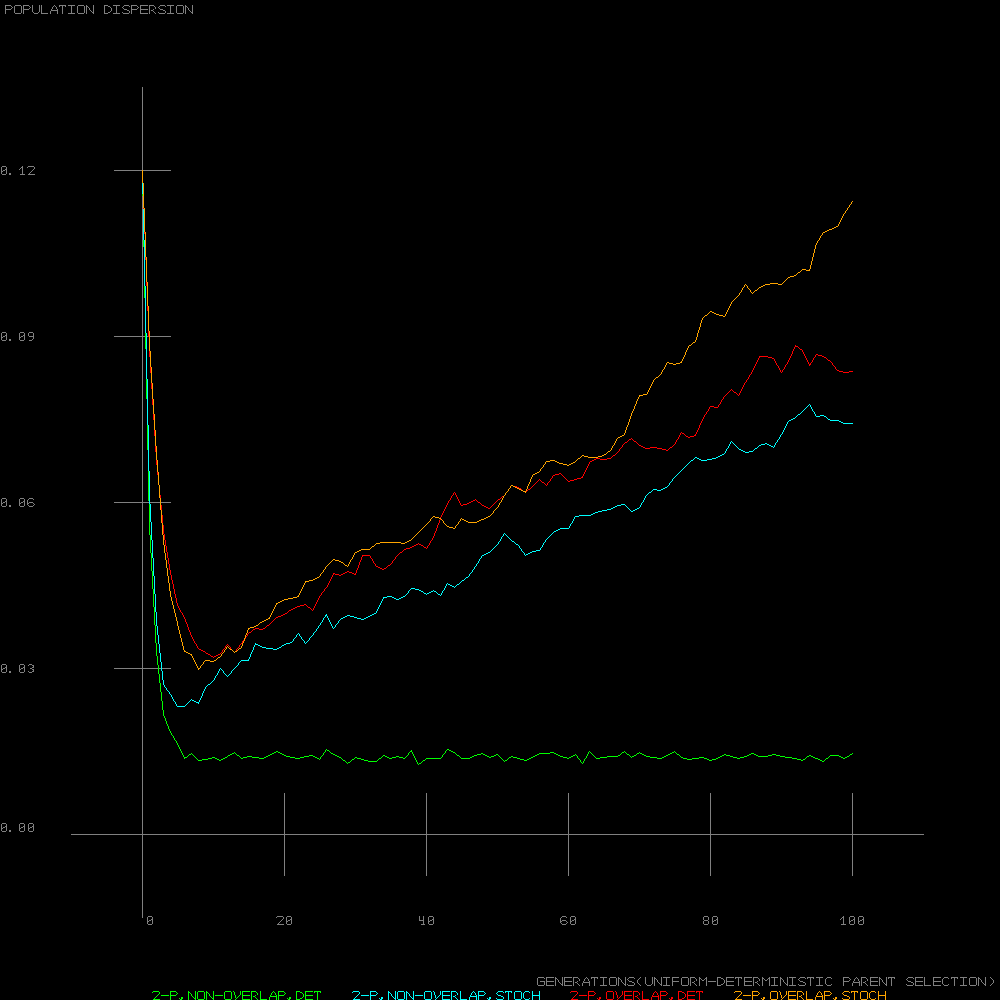 POPULATION DISPERSION
0.12
0.09
0.06
0.03
0.00
0 20 40 60 80 100
GENERATIONS(UNIFORM-DETERMINISTIC PARENT SELECTION)
2-P,NON-OVERLAP,DET 2-P,NON-OVERLAP,STOCH 2-P,OVERLAP,DET 2-P,OVERLAP,STOCH